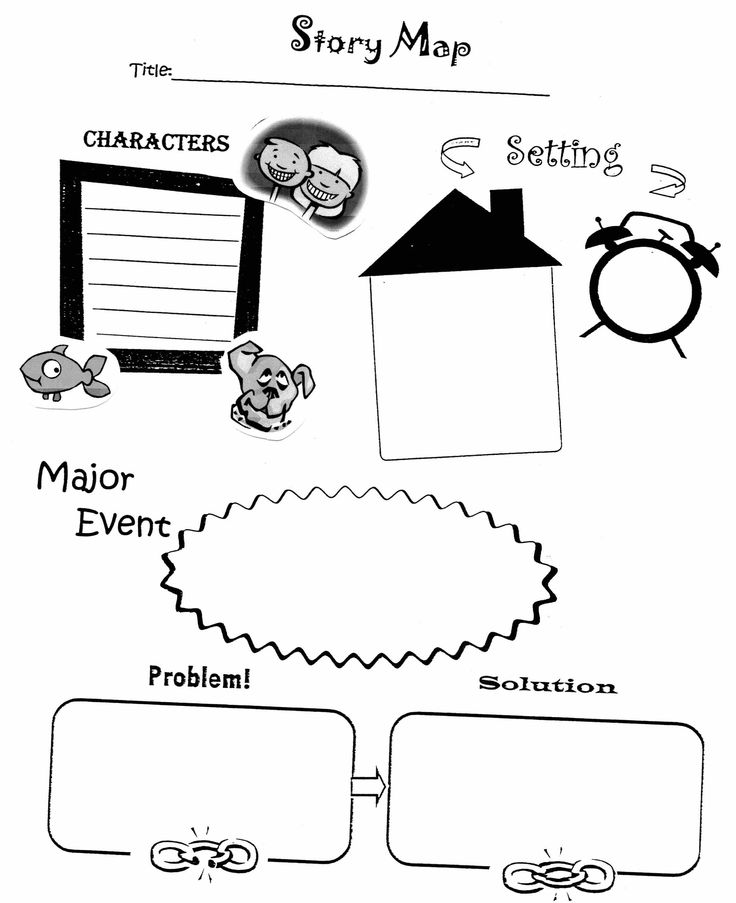 Story Map
Title:
CHARACTERS
Setting
Major
Event
Problem!
Solution